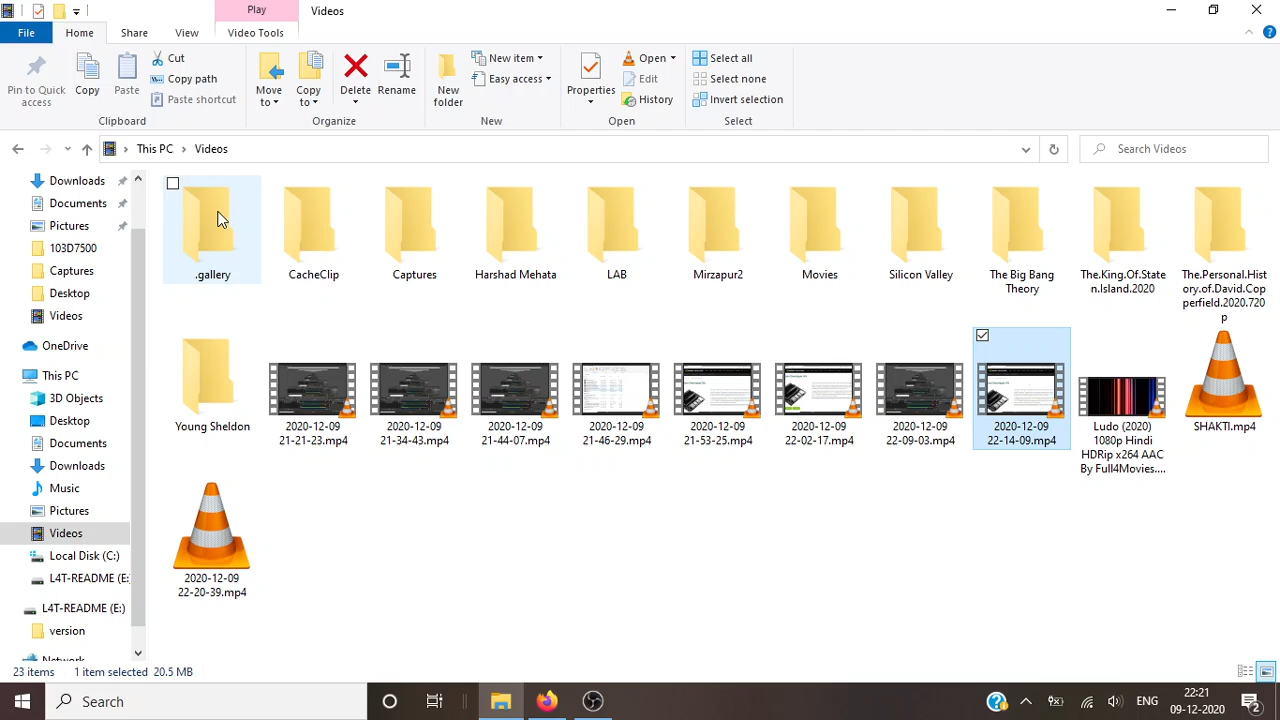 Play
Videos
File
Home
Share
View
Video Tools
Pin to Quick
access
Copy
Paste
Cut
Copy path
Paste shortcut
Clipboard
Move
to
Copy
to
Delete
Rename
Organize
New
folder
New item
Easy access
New
Properties
Open
Edit
History
Open
Select all
Select none
Invert selection
Select
This PC
Videos
Search Videos
Downloads
Documents
Pictures
103D7500
Captures
Desktop
Videos
OneDrive
This PC
3D Objects
Desktop
Documents
Downloads
Music
Pictures
Videos
Local Disk (C:)
L4T-README (E:
L4T-README (E:)
version
Network
.gallery
CacheClip
Captures
Harshad Mehata
LAB
Mirzapur2
Movies
Silicon Valley
The Big Bang
Theory
The.King.Of.State
n.Island.2020
The.Personal.Hist
ory.of.David.Cop
perfield.2020.720
p
Young Sheldon
2020-12-09
21-21-23.mp4
2020-12-09
21-34-43.mp4
2020-12-09
21-44-07.mp4
2020-12-09
21-46-29.mp4
2020-12-09
21-53-25.mp4
2020-12-09
22-02-17.mp4
2020-12-09
22-09-03.mp4
2020-12-09
22-14-09.mp4
Ludo (2020)
1080p Hindi
HDRip x264 AAC
By Full4Movies....
SHAKTI.mp4
2020-12-09
22-20-39.mp4
23 items
1 item selected 20.5 MB
Search
ENG
22:21
09-12-2020
2